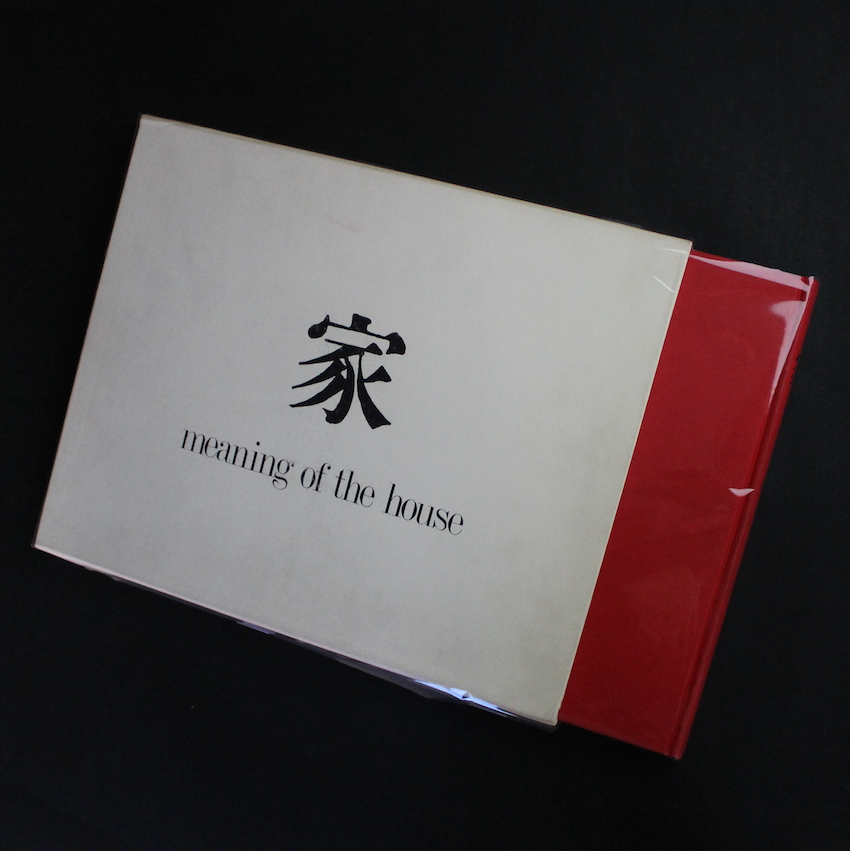 家
meaning of the house